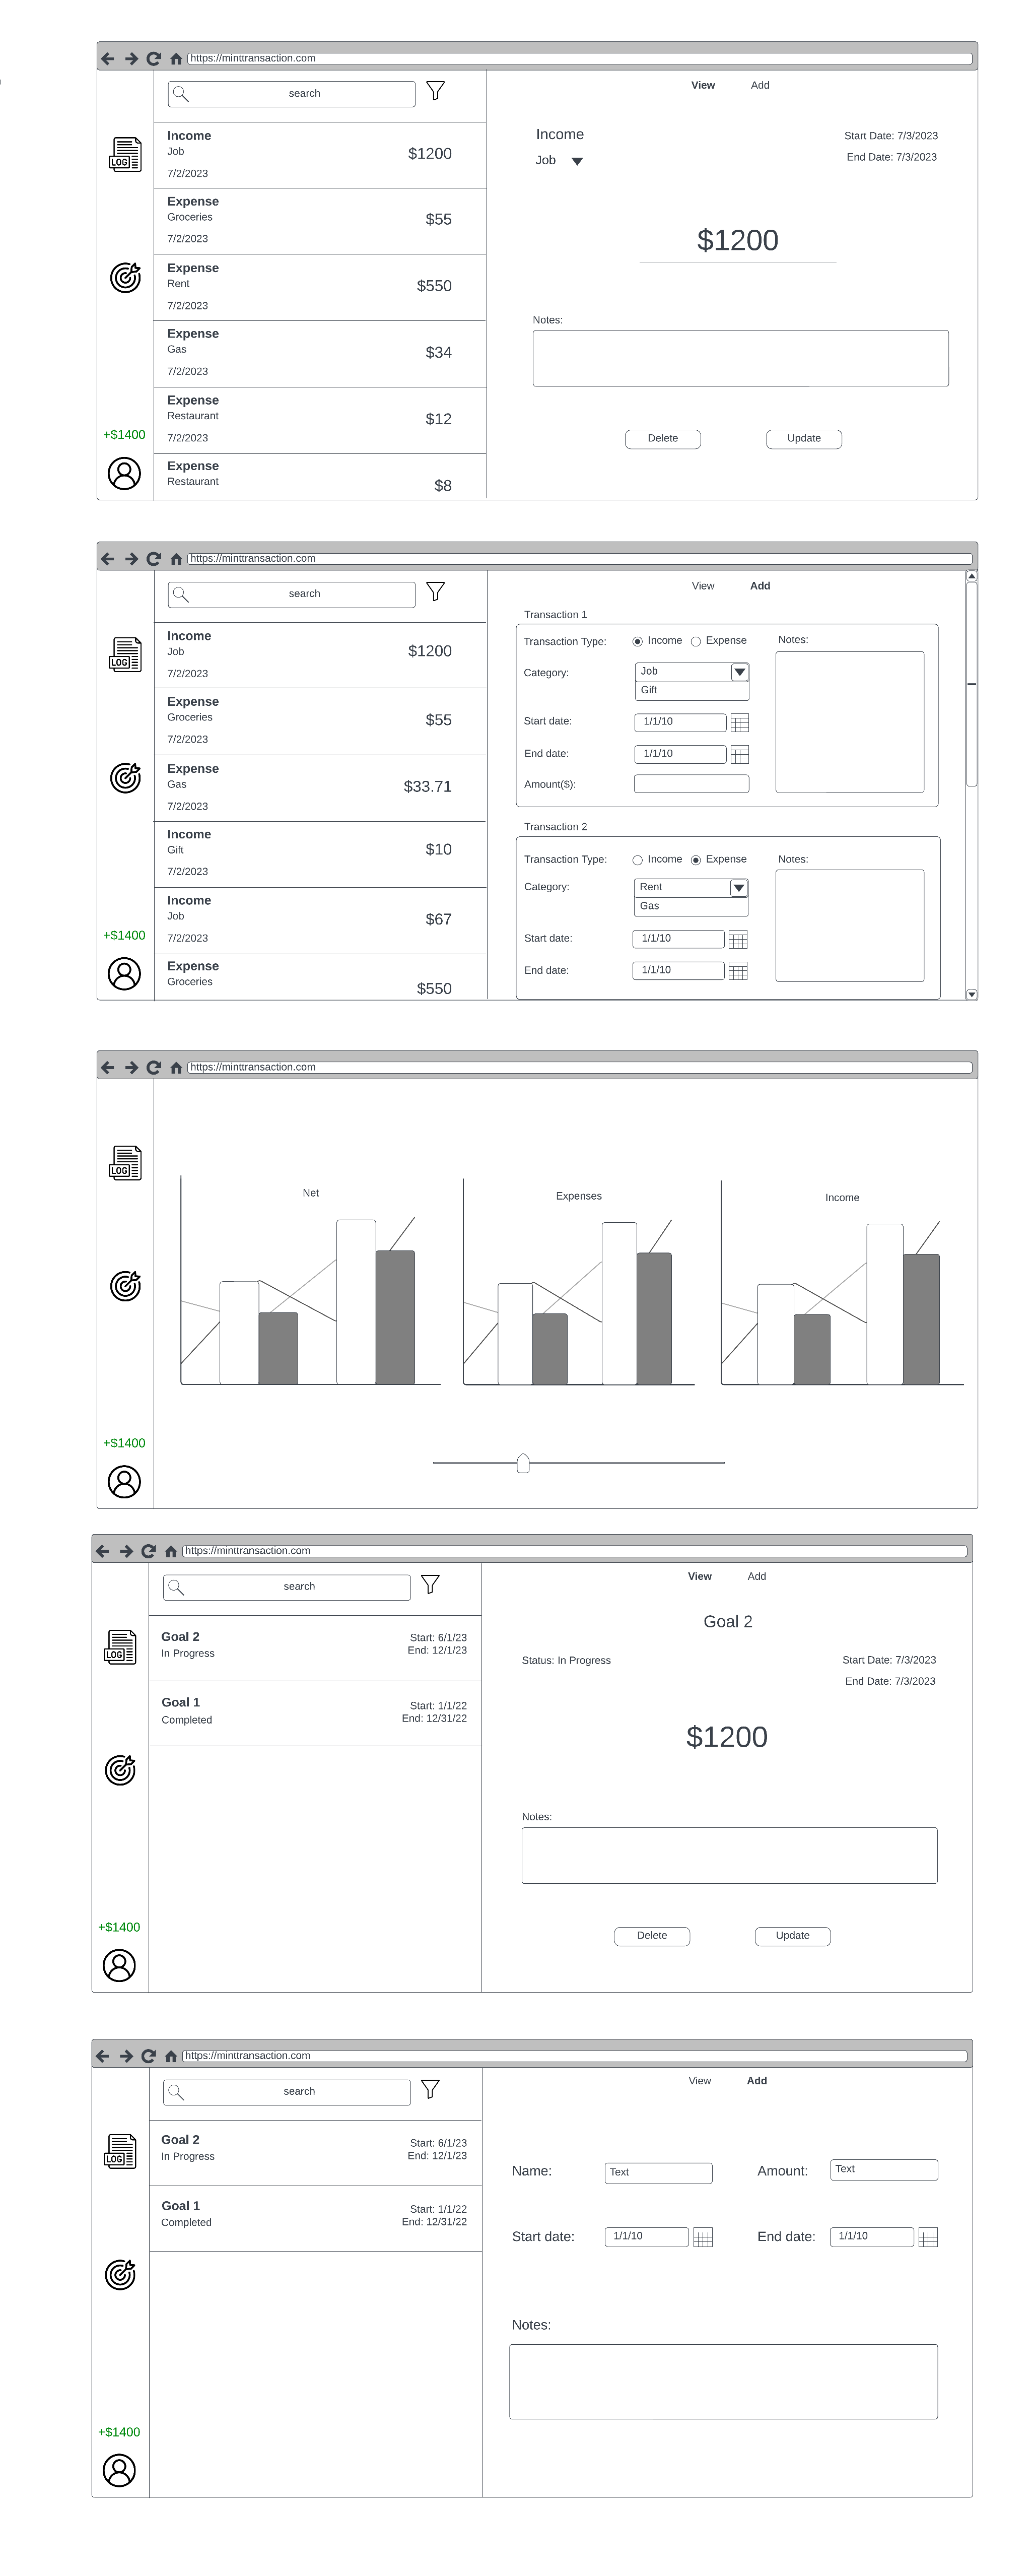 https://minttransaction.com
search
View Add
Income
Job
7/2/2023
$1200
Expense
Groceries
7/2/2023
$55
Expense
Rent
7/2/2023
$550
Expense
Gas
7/2/2023
$34
Expense
Restaurant
7/2/2023
$12
Expense
Restaurant
$8
LOG
+$1400
Income
Job
Start Date: 7/3/2023
End Date: 7/3/2023
$1200
Notes:
Delete Update
https://minttransaction.com
search
View Add
Income
Job
7/2/2023
$1200
Expense
Groceries
7/2/2023
$55
Expense
Gas
7/2/2023
$33.71
Income
Gift
7/2/2023
$10
Income
Job
7/2/2023
$67
Expense
Groceries
$550
LOG
+$1400
Transaction 1
Transaction Type: Income Expense
Notes:
Category: Job
Gift
Start date: 1/1/10
End date: 1/1/10
Amount($):
Transaction 2
Transaction Type: Income Expense
Notes:
Category: Rent
Gas
Start date: 1/1/10
End date: 1/1/10
https://minttransaction.com
LOG
Net
Expenses
Income
+$1400
https://minttransaction.com
search
View Add
Goal 2
In Progress
Start: 6/1/23
End: 12/1/23
Goal 1
Completed
Start: 1/1/22
End: 12/31/22
LOG
+$1400
Goal 2
Status: In Progress
Start Date: 7/3/2023
End Date: 7/3/2023
$1200
Notes:
Delete Update
https://minttransaction.com
search
View Add
Goal 2
In Progress
Start: 6/1/23
End: 12/1/23
Goal 1
Completed
Start: 1/1/22
End: 12/31/22
LOG
+$1400
Name: Text
Amount: Text
Start date: 1/1/10
End date: 1/1/10
Notes: